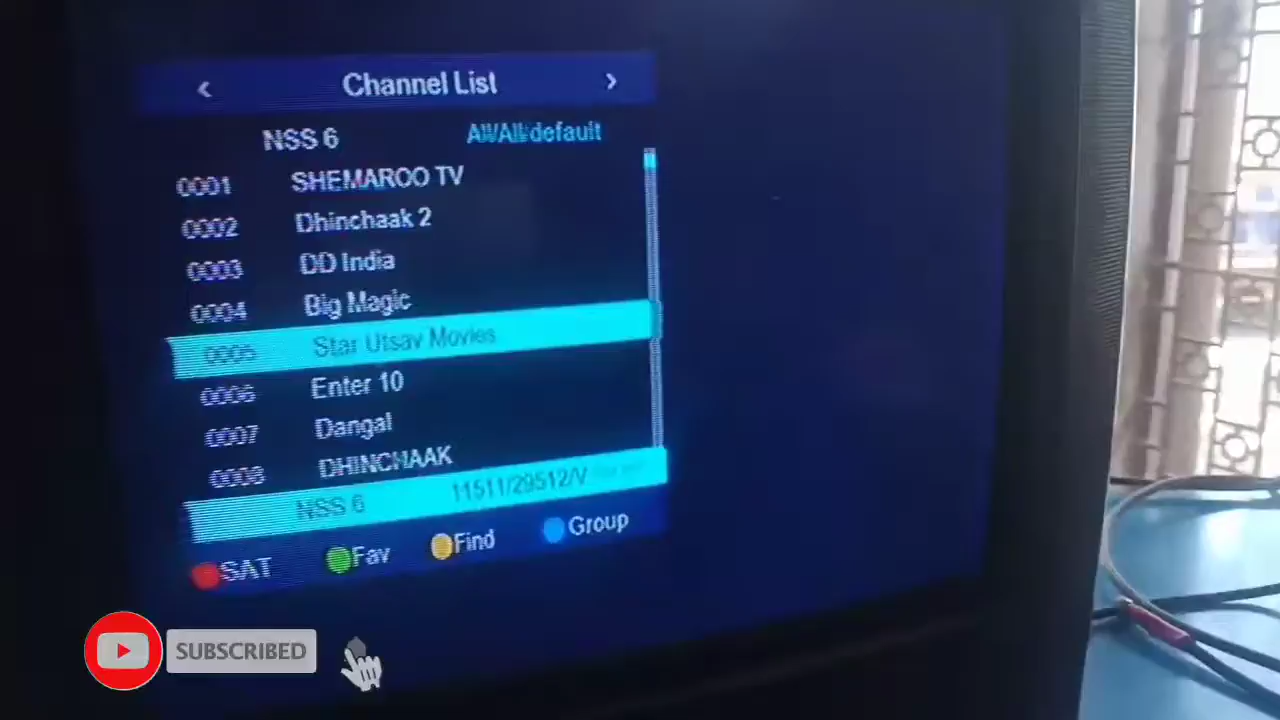 Channel List
NSS 6 All/All/default
0001 SHEMAROO TV
0002 Dhinchaak 2
0003 DD India
0004 Big Magic
0005 Star Utsav Movies
0006 Enter 10
0007 Dangal
0008 DHINCHAAK
NSS 6 11511/29512/V
SAT Fav Find Group
SUBSCRIBED